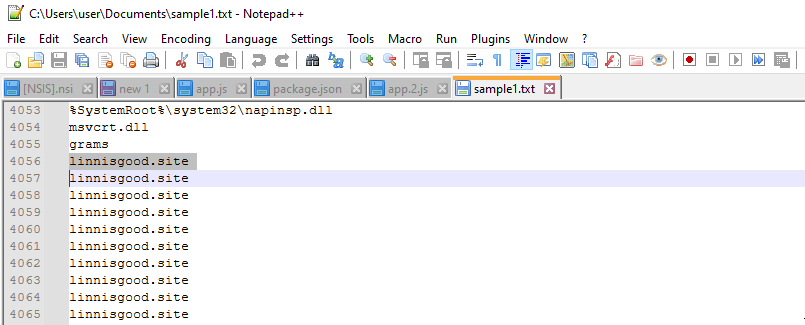 C:\Users\user\Documents\sample1.txt - Notepad++
File Edit Search View Encoding Language Settings Tools Macro Run Plugins Window ?
[NSIS].nsi new 1 app.js package.json app.2.js sample1.txt
4053 %SystemRoot%\system32\napinsp.dll
4054 msvcrt.dll
4055 grams
4056 linnisgood.site
4057 linnisgood.site
4058 linnisgood.site
4059 linnisgood.site
4060 linnisgood.site
4061 linnisgood.site
4062 linnisgood.site
4063 linnisgood.site
4064 linnisgood.site
4065 linnisgood.site